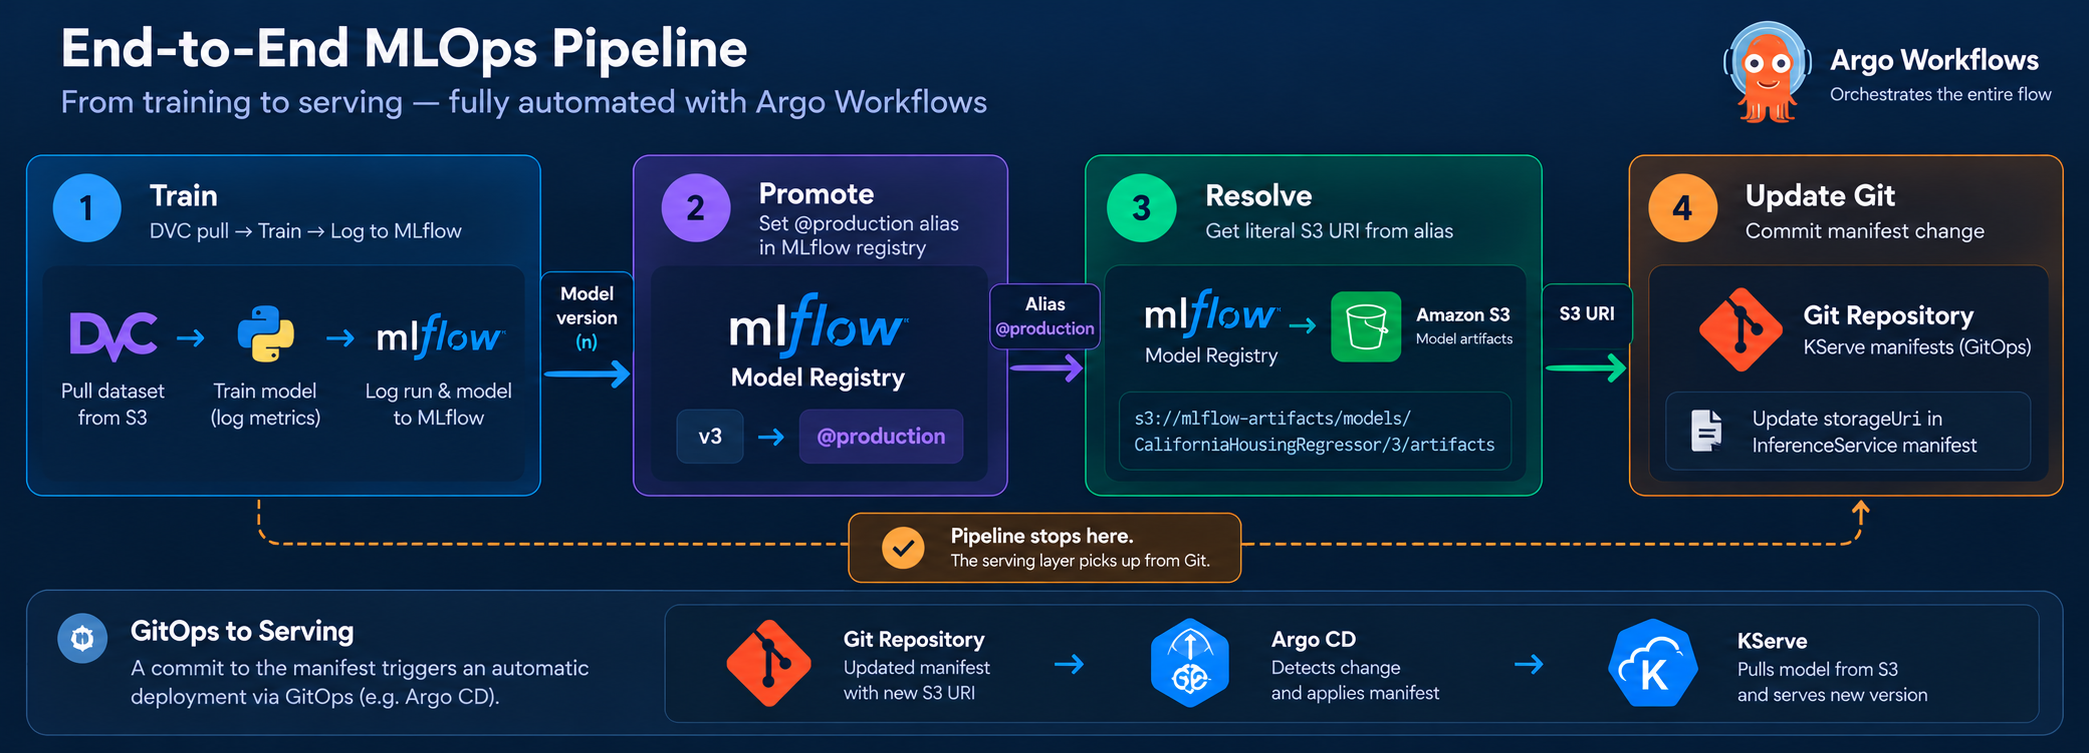 End-to-End MLOps Pipeline
From training to serving — fully automated with Argo Workflows
Argo Workflows
Orchestrates the entire flow
1
Train
DVC pull → Train → Log to MLflow
DVC
Pull dataset
from S3
Train model
(log metrics)
mlflow™
Log run & model
to MLflow
Model
version
(n)
2
Promote
Set @production alias
in MLflow registry
mlflow™
Model Registry
v3
@production
Alias
@production
3
Resolve
Get literal S3 URI from alias
mlflow™
Model Registry
Amazon S3
Model artifacts
s3://mlflow-artifacts/models/
CaliforniaHousingRegressor/3/artifacts
S3 URI
4
Update Git
Commit manifest change
Git Repository
KServe manifests (GitOps)
Update storageUri in
InferenceService manifest
Pipeline stops here.
The serving layer picks up from Git.
GitOps to Serving
A commit to the manifest triggers an automatic
deployment via GitOps (e.g. Argo CD).
Git Repository
Updated manifest
with new S3 URI
Argo CD
Detects change
and applies manifest
K
KServe
Pulls model from S3
and serves new version